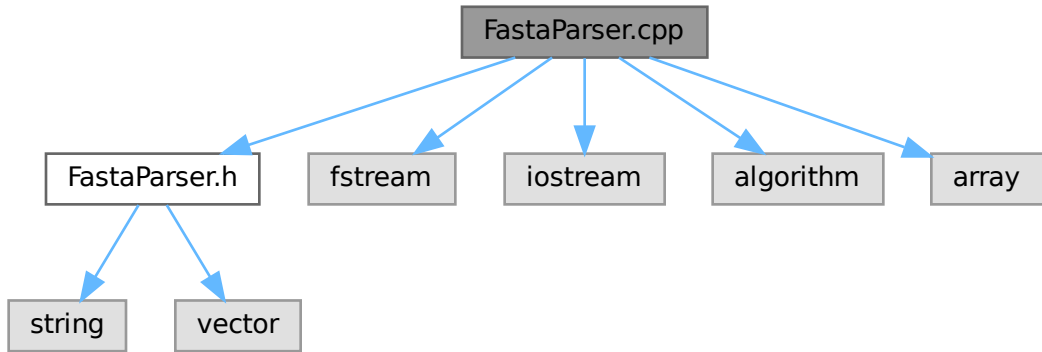 FastaParser.cpp
FastaParser.h
fstream
iostream
algorithm
array
string
vector